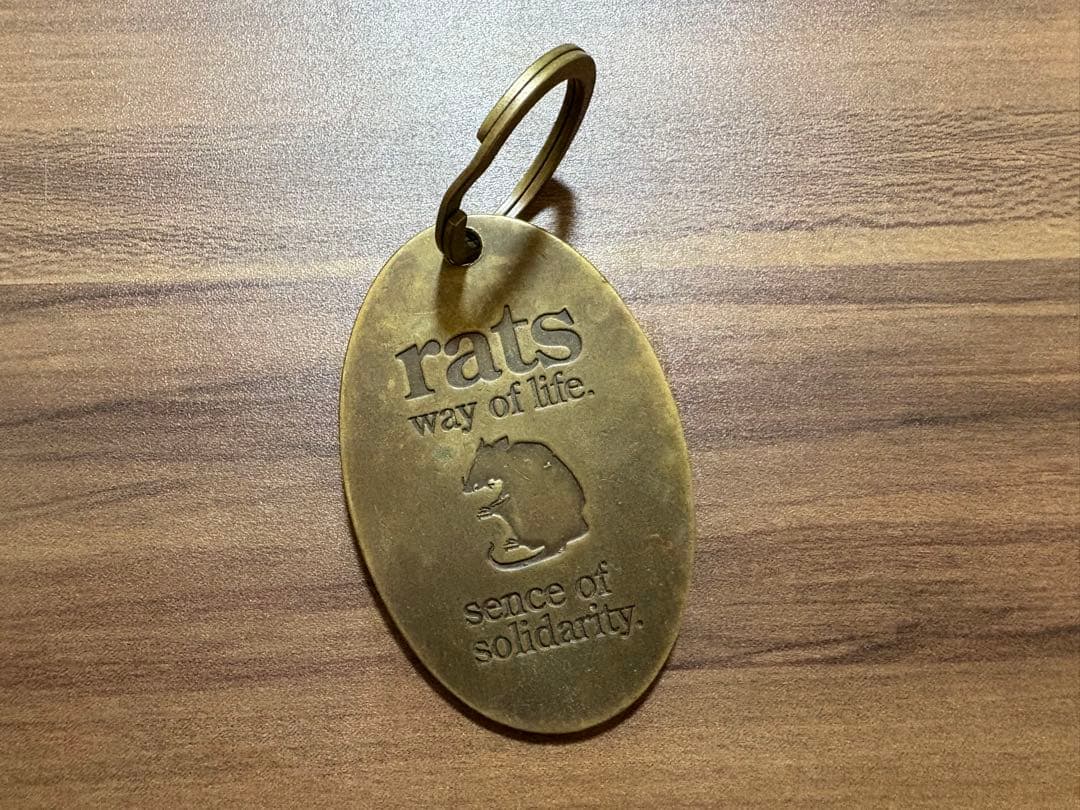 rats
way of life.
sence of
solidarity.